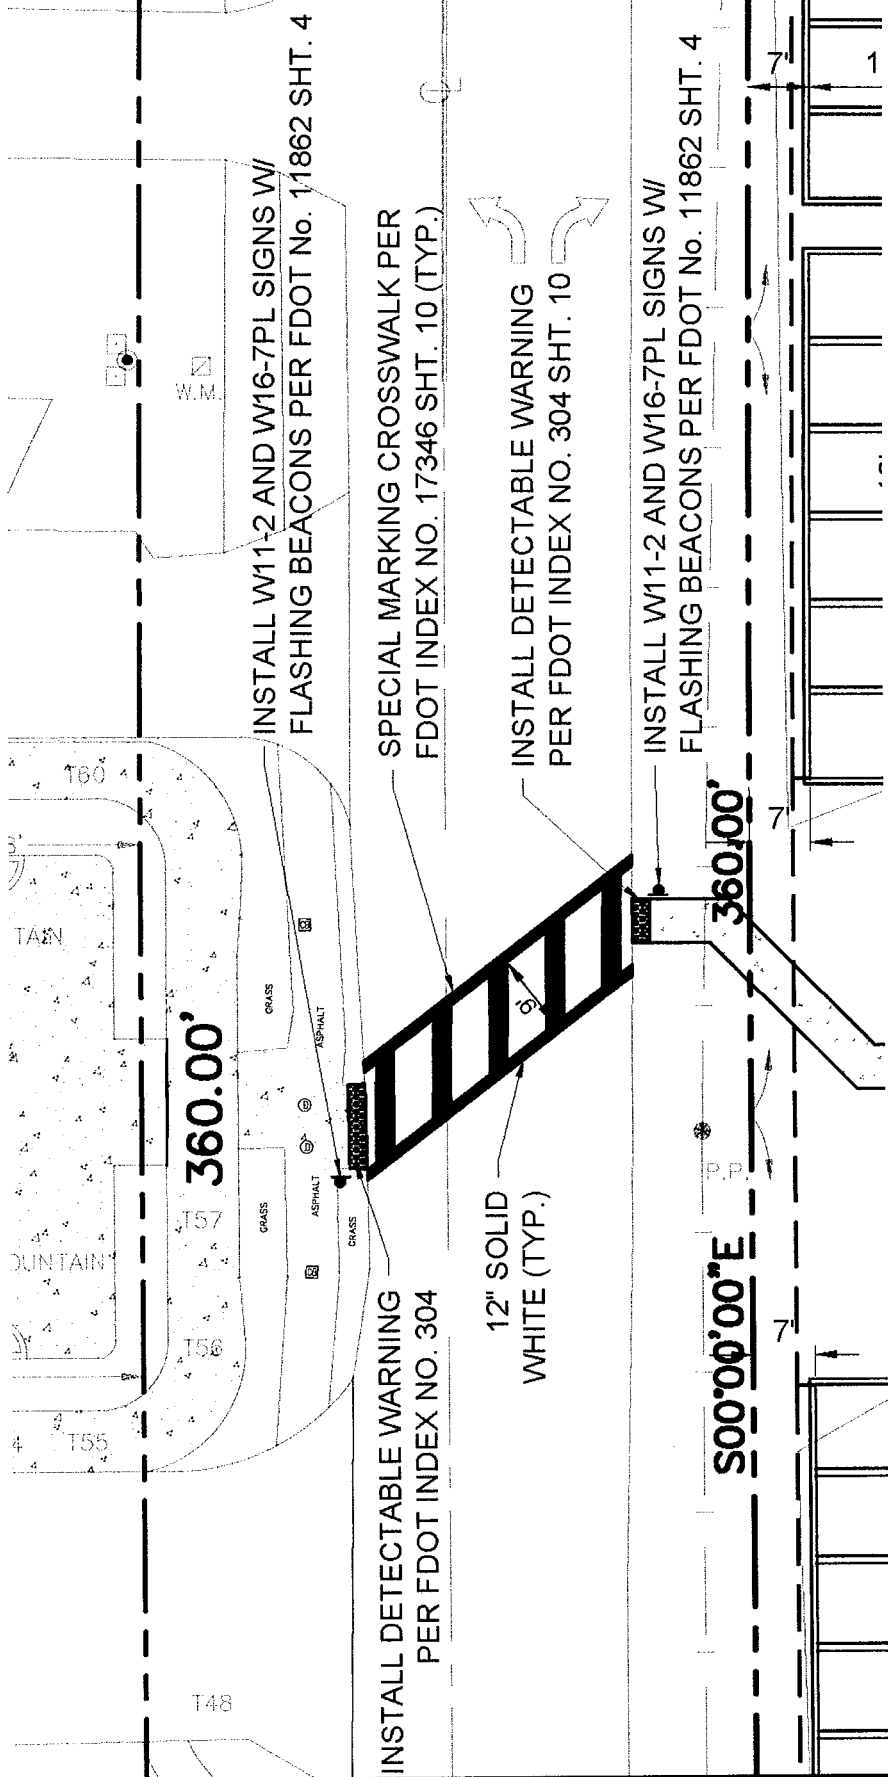 INSTALL W11-2 AND W16-7PL SIGNS W/
FLASHING BEACONS PER FDOT No. 11862 SHT. 4
SPECIAL MARKING CROSSWALK PER
FDOT INDEX NO. 17346 SHT. 10 (TYP.)
INSTALL DETECTABLE WARNING
PER FDOT INDEX NO. 304 SHT. 10
INSTALL W11-2 AND W16-7PL SIGNS W/
FLASHING BEACONS PER FDOT No. 11862 SHT. 4
INSTALL DETECTABLE WARNING
PER FDOT INDEX NO. 304
12" SOLID
WHITE (TYP.)
360.00'
360.00'
S00°00'00"E
7'
1
7'
7'
W.M.
T60
TAIN
GRASS
ASPHALT
GRASS
ASPHALT
GRASS
T57
OUNTAIN
T56
T55
4
T48
P.P.